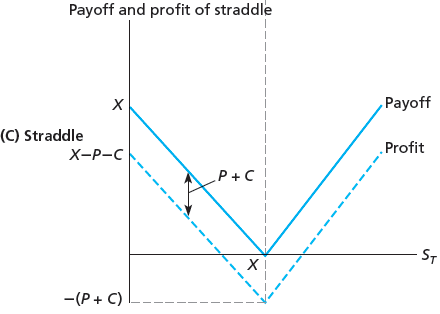 Payoff and profit of straddle
X
Payoff
(C) Straddle
Profit
X–P–C
P + C
X
S_T
–(P + C)